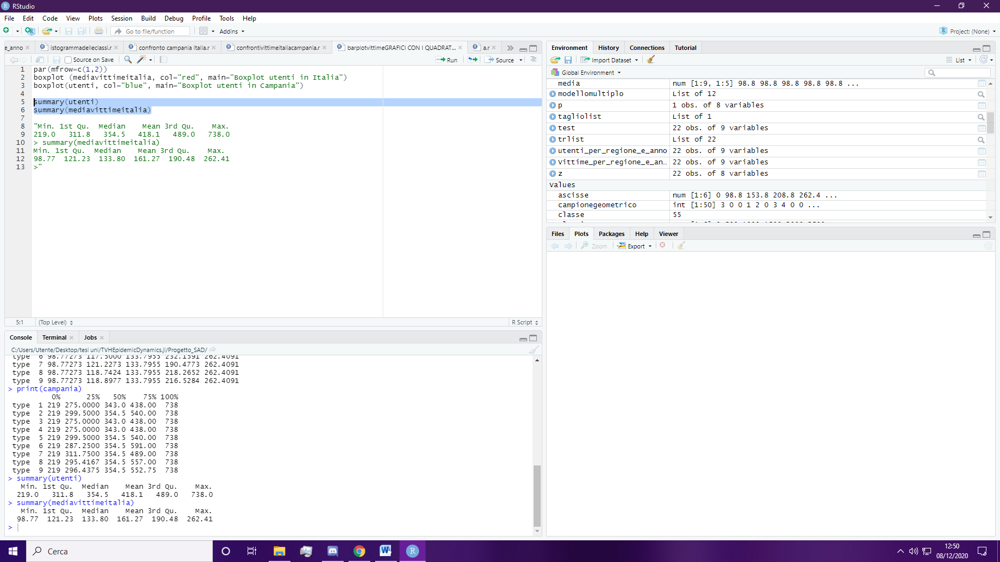 RStudio
File Edit Code View Plots Session Build Debug Profile Tools Help
Go to file/function Addins Project: (None)
e_anno istogrammadelleclassi.r confronto campania italia.r confrontivittimeitaliacampania.r barplotvittimeGRAFICI CON I QUADRAT... a.r
Source on Save Run Source
1 par(mfrow=c(1,2))
2 boxplot (mediavittimeitalia, col="red", main="Boxplot utenti in Italia")
3 boxplot(utenti, col="blue", main="Boxplot utenti in Campania")
4
5 summary(utenti)
6 summary(mediavittimeitalia)
7
8 "Min. 1st Qu. Median Mean 3rd Qu. Max.
9 219.0 311.8 354.5 418.1 489.0 738.0
10 > summary(mediavittimeitalia)
11 Min. 1st Qu. Median Mean 3rd Qu. Max.
12 98.77 121.23 133.80 161.27 190.48 262.41
13 >"
5:1 (Top Level) R Script
Console Terminal Jobs
C:/Users/Utente/Desktop/tesi uni/TVHEpidemicDynamics.jl/Progetto_SAD/
type 6 98.77273 117.5000 133.7955 232.1591 262.4091
type 7 98.77273 121.2273 133.7955 190.4773 262.4091
type 8 98.77273 118.7424 133.7955 218.2652 262.4091
type 9 98.77273 118.8977 133.7955 216.5284 262.4091
> print(campania)
0% 25% 50% 75% 100%
type 1 219 275.0000 343.0 438.00 738
type 2 219 299.5000 354.5 540.00 738
type 3 219 275.0000 343.0 438.00 738
type 4 219 275.0000 343.0 438.00 738
type 5 219 299.5000 354.5 540.00 738
type 6 219 287.2500 354.5 591.00 738
type 7 219 311.7500 354.5 489.00 738
type 8 219 295.4167 354.5 557.00 738
type 9 219 296.4375 354.5 552.75 738
> summary(utenti)
Min. 1st Qu. Median Mean 3rd Qu. Max.
219.0 311.8 354.5 418.1 489.0 738.0
> summary(mediavittimeitalia)
Min. 1st Qu. Median Mean 3rd Qu. Max.
98.77 121.23 133.80 161.27 190.48 262.41
>
Environment History Connections Tutorial
Import Dataset List
Global Environment
media num [1:9, 1:5] 98.8 98.8 98.8 98.8 98.8 ...
modellomultiplo List of 12
p 1 obs. of 8 variables
tagliolist List of 1
test 22 obs. of 9 variables
trlist List of 22
utenti_per_regione_e_anno 22 obs. of 9 variables
Vittime_per_regione_e_an… 22 obs. of 9 variables
z 22 obs. of 8 variables
Values
ascisse num [1:6] 0 98.8 153.8 208.8 262.4 ...
campionegeometrico int [1:50] 3 0 0 1 2 0 3 4 0 0 ...
classe 55
Files Plots Packages Help Viewer
Zoom Export
Cerca
12:50
08/12/2020